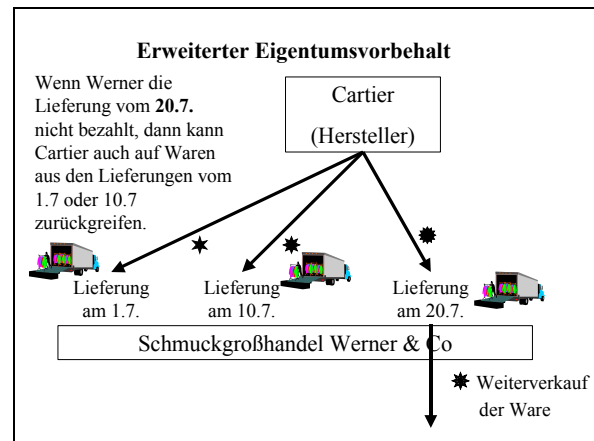 Erweiterter Eigentumsvorbehalt
Wenn Werner die
Lieferung vom 20.7.
nicht bezahlt, dann kann
Cartier auch auf Waren
aus den Lieferungen vom
1.7 oder 10.7
zurückgreifen.
Cartier
(Hersteller)
Lieferung
am 1.7.
Lieferung
am 10.7.
Lieferung
am 20.7.
Schmuckgroßhandel Werner & Co
Weiterverkauf
der Ware